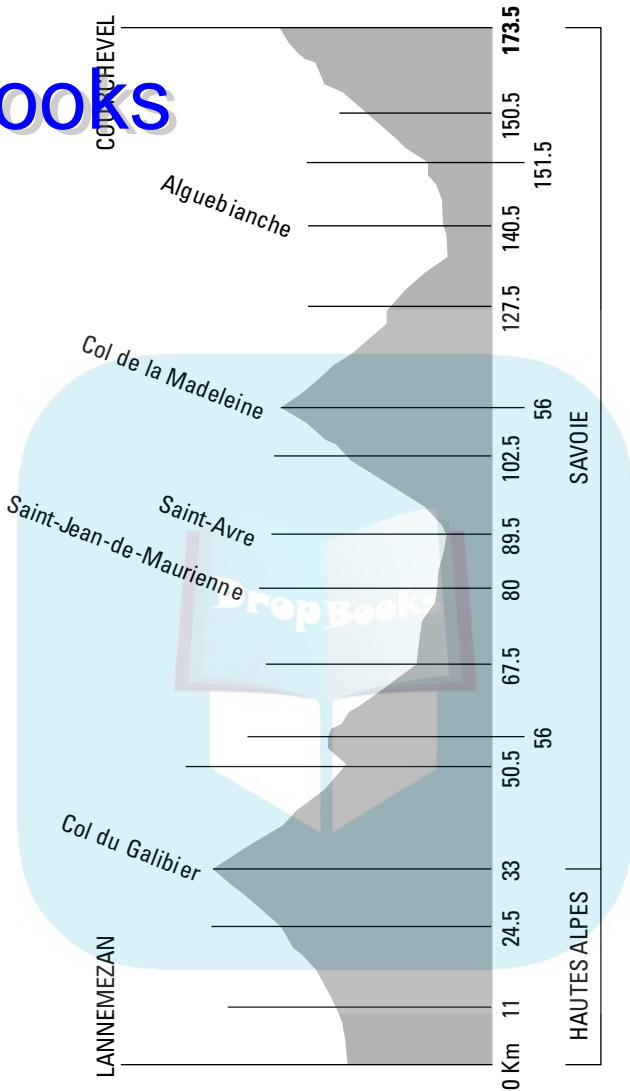 LANNEMEZAN
Col du Galibier
Saint-Jean-de-Maurienne
Saint-Avre
Col de la Madeleine
Alguebianche
COURCHEVEL
ooks
Drop Books
0 Km
11
24.5
33
50.5
56
67.5
80
89.5
102.5
56
127.5
140.5
151.5
150.5
173.5
HAUTES ALPES
SAVOIE